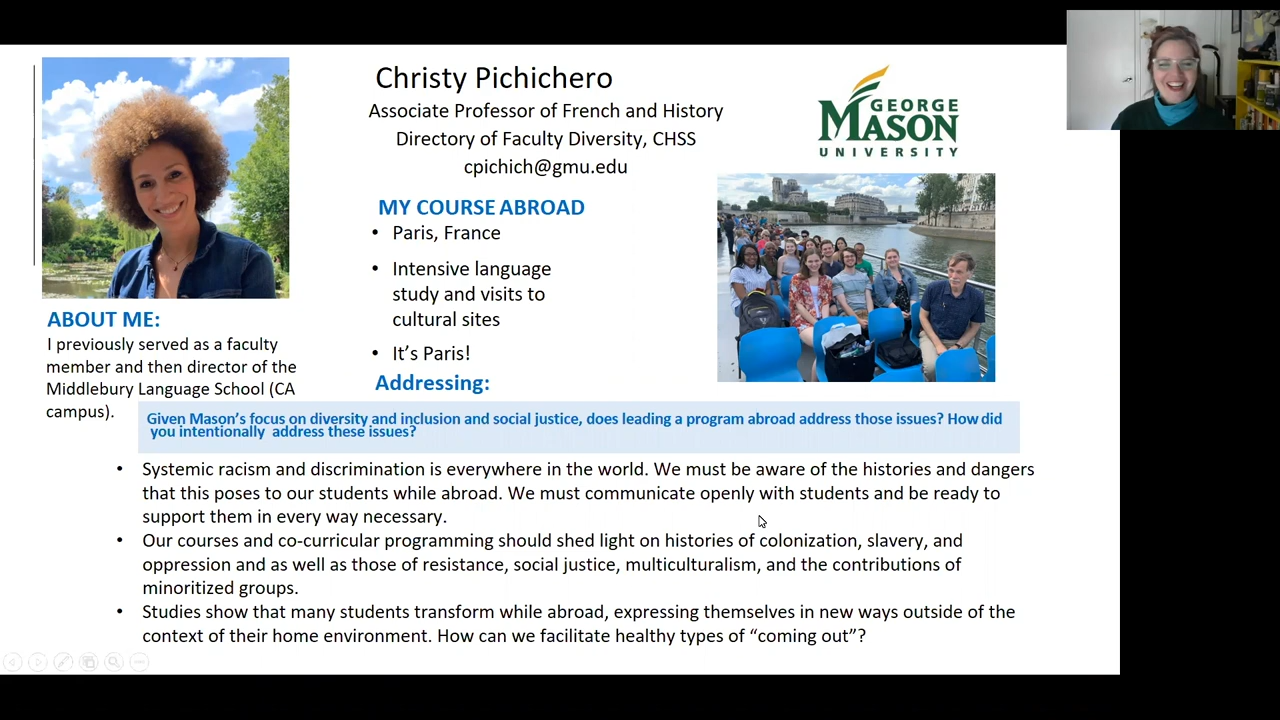 Christy Pichichero
Associate Professor of French and History
Directory of Faculty Diversity, CHSS
cpichich@gmu.edu
GEORGE
MASON
UNIVERSITY
MY COURSE ABROAD
• Paris, France
• Intensive language
study and visits to
cultural sites
• It's Paris!
ABOUT ME:
I previously served as a faculty
member and then director of the
Middlebury Language School (CA
campus).
Addressing:
Given Mason's focus on diversity and inclusion and social justice, does leading a program abroad address those issues? How did
you intentionally address these issues?
• Systemic racism and discrimination is everywhere in the world. We must be aware of the histories and dangers
that this poses to our students while abroad. We must communicate openly with students and be ready to
support them in every way necessary.
• Our courses and co-curricular programming should shed light on histories of colonization, slavery, and
oppression and as well as those of resistance, social justice, multiculturalism, and the contributions of
minoritized groups.
• Studies show that many students transform while abroad, expressing themselves in new ways outside of the
context of their home environment. How can we facilitate healthy types of “coming out”?